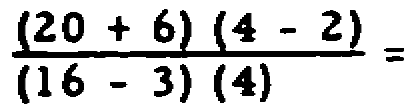 (20 + 6) (4 - 2)
(16 - 3) (4) =